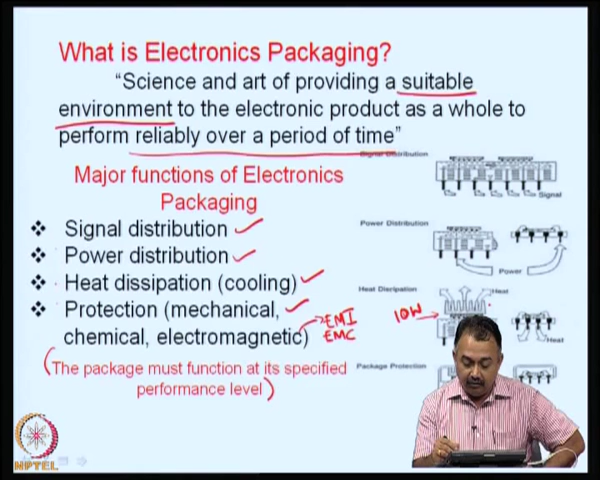 What is Electronics Packaging?
“Science and art of providing a suitable
environment to the electronic product as a whole to
perform reliably over a period of time”
Major functions of Electronics
Packaging
❖ Signal distribution
❖ Power distribution
❖ Heat dissipation (cooling)
❖ Protection (mechanical,
chemical, electromagnetic)
EMI
EMC
(The package must function at its specified
performance level)
Signal Distribution
Signal
Power Distribution
Power
Heat Discipation
Heat
10W
Heat
Package Protection
NPTEL